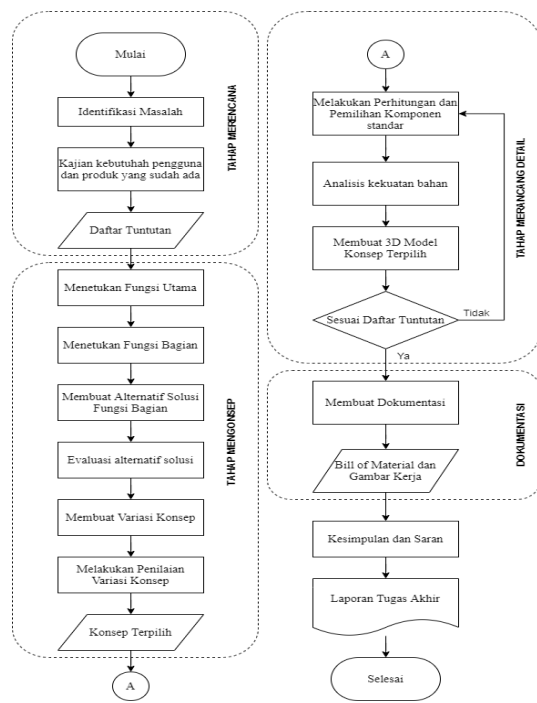 Mulai
Identifikasi Masalah
Kajian kebutuhah pengguna
dan produk yang sudah ada
Daftar Tuntutan
TAHAP MERENCANA
Menetukan Fungsi Utama
Menetukan Fungsi Bagian
Membuat Alternatif Solusi
Fungsi Bagian
Evaluasi alternatif solusi
Membuat Variasi Konsep
Melakukan Penilaian
Variasi Konsep
Konsep Terpilih
TAHAP MENGONSEP
A
A
Melakukan Perhitungan dan
Pemilihan Komponen
standar
Analisis kekuatan bahan
Membuat 3D Model
Konsep Terpilih
Sesuai Daftar Tuntutan
Tidak
Ya
TAHAP MERANCANG DETAIL
Membuat Dokumentasi
Bill of Material dan
Gambar Kerja
DOKUMENTASI
Kesimpulan dan Saran
Laporan Tugas Akhir
Selesai